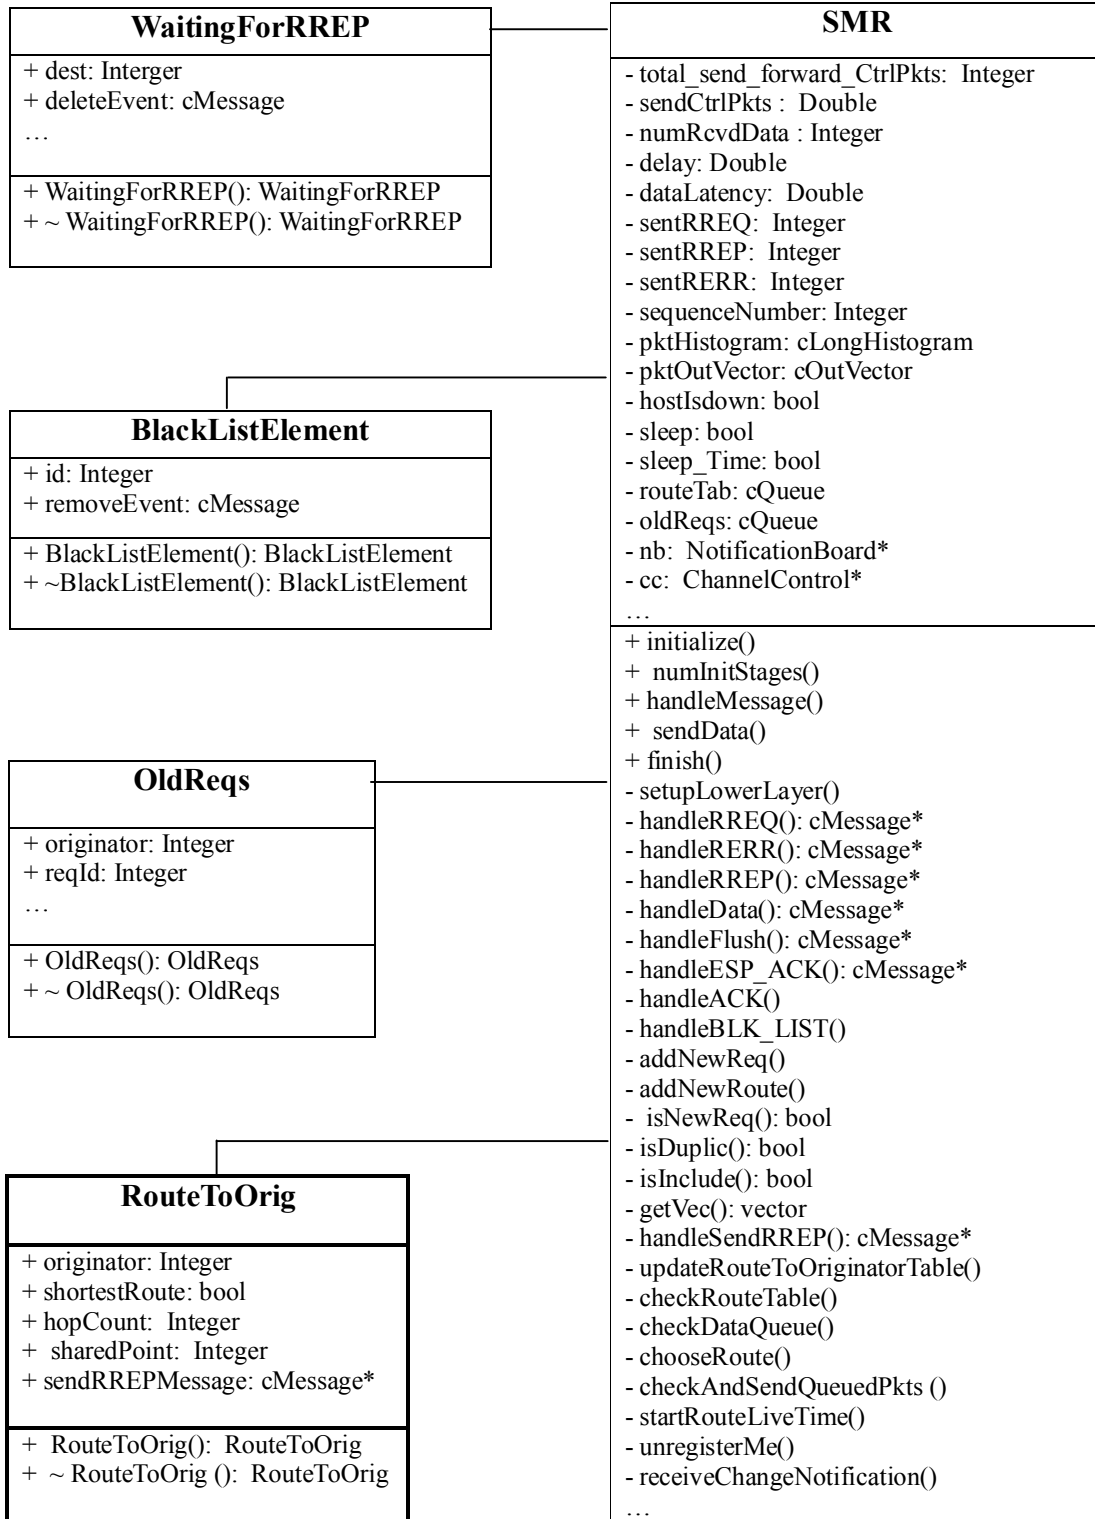 WaitingForRREP
+ dest: Interger
+ deleteEvent: cMessage
…
+ WaitingForRREP(): WaitingForRREP
+ ~ WaitingForRREP(): WaitingForRREP
BlackListElement
+ id: Integer
+ removeEvent: cMessage
+ BlackListElement(): BlackListElement
+ ~BlackListElement(): BlackListElement
OldReqs
+ originator: Integer
+ reqId: Integer
…
+ OldReqs(): OldReqs
+ ~ OldReqs(): OldReqs
RouteToOrig
+ originator: Integer
+ shortestRoute: bool
+ hopCount: Integer
+ sharedPoint: Integer
+ sendRREPMessage: cMessage*
+ RouteToOrig(): RouteToOrig
+ ~ RouteToOrig (): RouteToOrig
SMR
- total_send_forward_CtrlPkts: Integer
- sendCtrlPkts : Double
- numRcvdData : Integer
- delay: Double
- dataLatency: Double
- sentRREQ: Integer
- sentRREP: Integer
- sentRERR: Integer
- sequenceNumber: Integer
- pktHistogram: cLongHistogram
- pktOutVector: cOutVector
- hostIsdown: bool
- sleep: bool
- sleep_Time: bool
- routeTab: cQueue
- oldReqs: cQueue
- nb: NotificationBoard*
- cc: ChannelControl*
…
+ initialize()
+ numInitStages()
+ handleMessage()
+ sendData()
+ finish()
- setupLowerLayer()
- handleRREQ(): cMessage*
- handleRERR(): cMessage*
- handleRREP(): cMessage*
- handleData(): cMessage*
- handleFlush(): cMessage*
- handleESP_ACK(): cMessage*
- handleACK()
- handleBLK_LIST()
- addNewReq()
- addNewRoute()
- isNewReq(): bool
- isDuplic(): bool
- isInclude(): bool
- getVec(): vector
- handleSendRREP(): cMessage*
- updateRouteToOriginatorTable()
- checkRouteTable()
- checkDataQueue()
- chooseRoute()
- checkAndSendQueuedPkts ()
- startRouteLiveTime()
- unregisterMe()
- receiveChangeNotification()
…